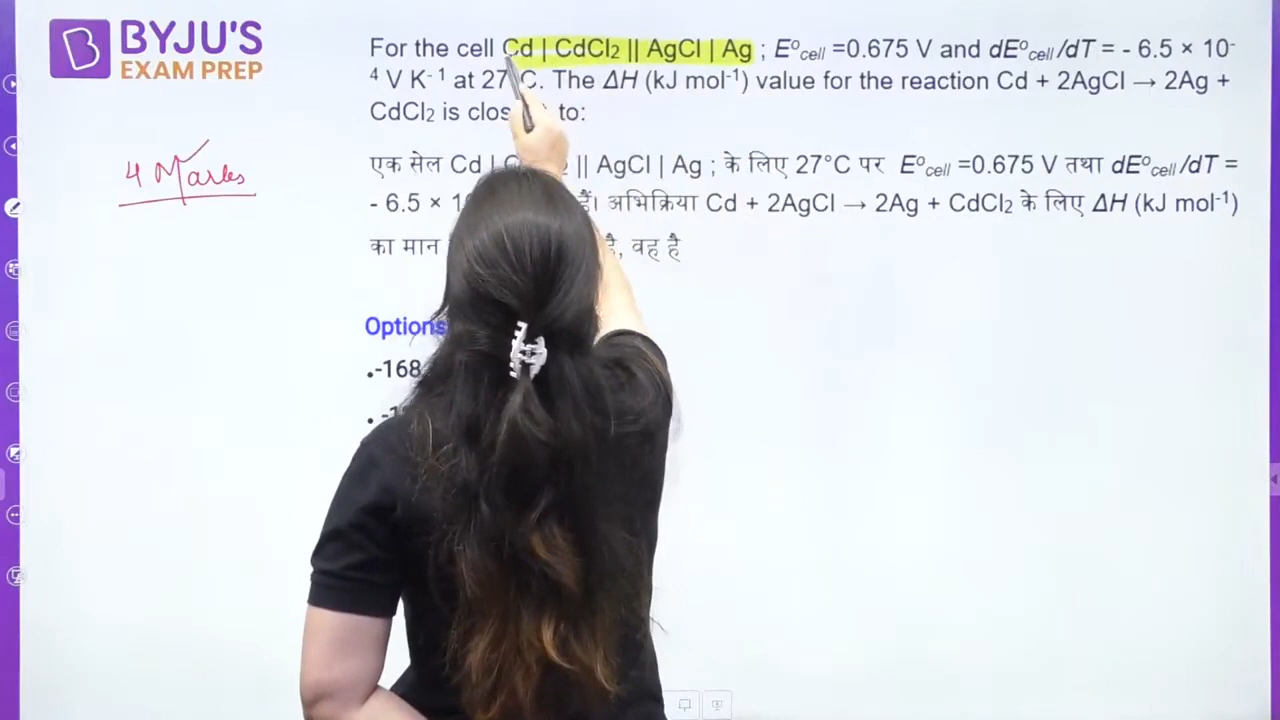 BYJU'S
EXAM PREP
For the cell Cd | CdCl₂ || AgCl | Ag ; E°cell =0.675 V and dE°cell/dT = - 6.5 × 10-
4 V K-1 at 27 C. The ΔH (kJ mol-1) value for the reaction Cd + 2AgCl → 2Ag +
CdCl₂ is to:
4 Marks
एक सेल Cd | || AgCl | Ag ; के लिए 27°C पर E°cell =0.675 V तथा dE°cell/dT =
- 6.5 × हैं। अभिक्रिया Cd + 2AgCl → 2Ag + CdCl₂ के लिए ΔH (kJ mol-1)
का मान है, वह है
Options
.-168